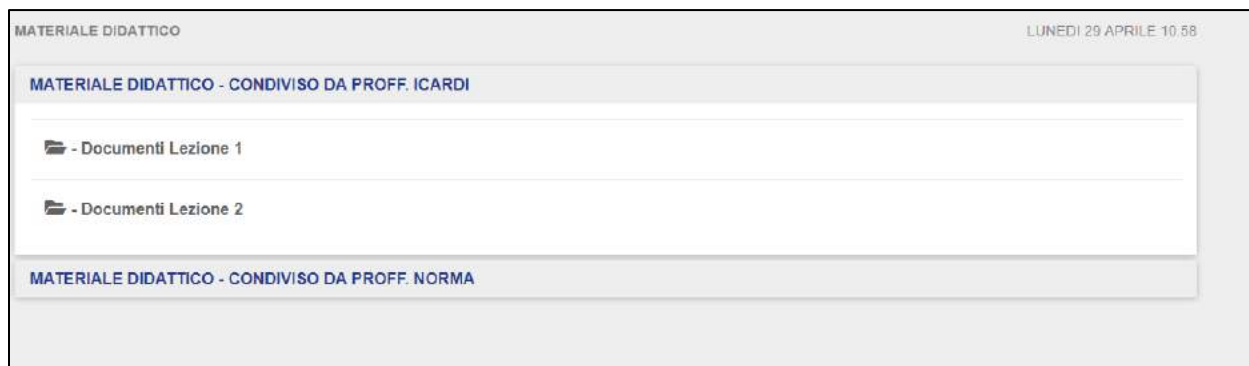 MATERIALE DIDATTICO LUNEDI 29 APRILE 10.58
MATERIALE DIDATTICO - CONDIVISO DA PROFF. ICARDI
- Documenti Lezione 1
- Documenti Lezione 2
MATERIALE DIDATTICO - CONDIVISO DA PROFF. NORMA